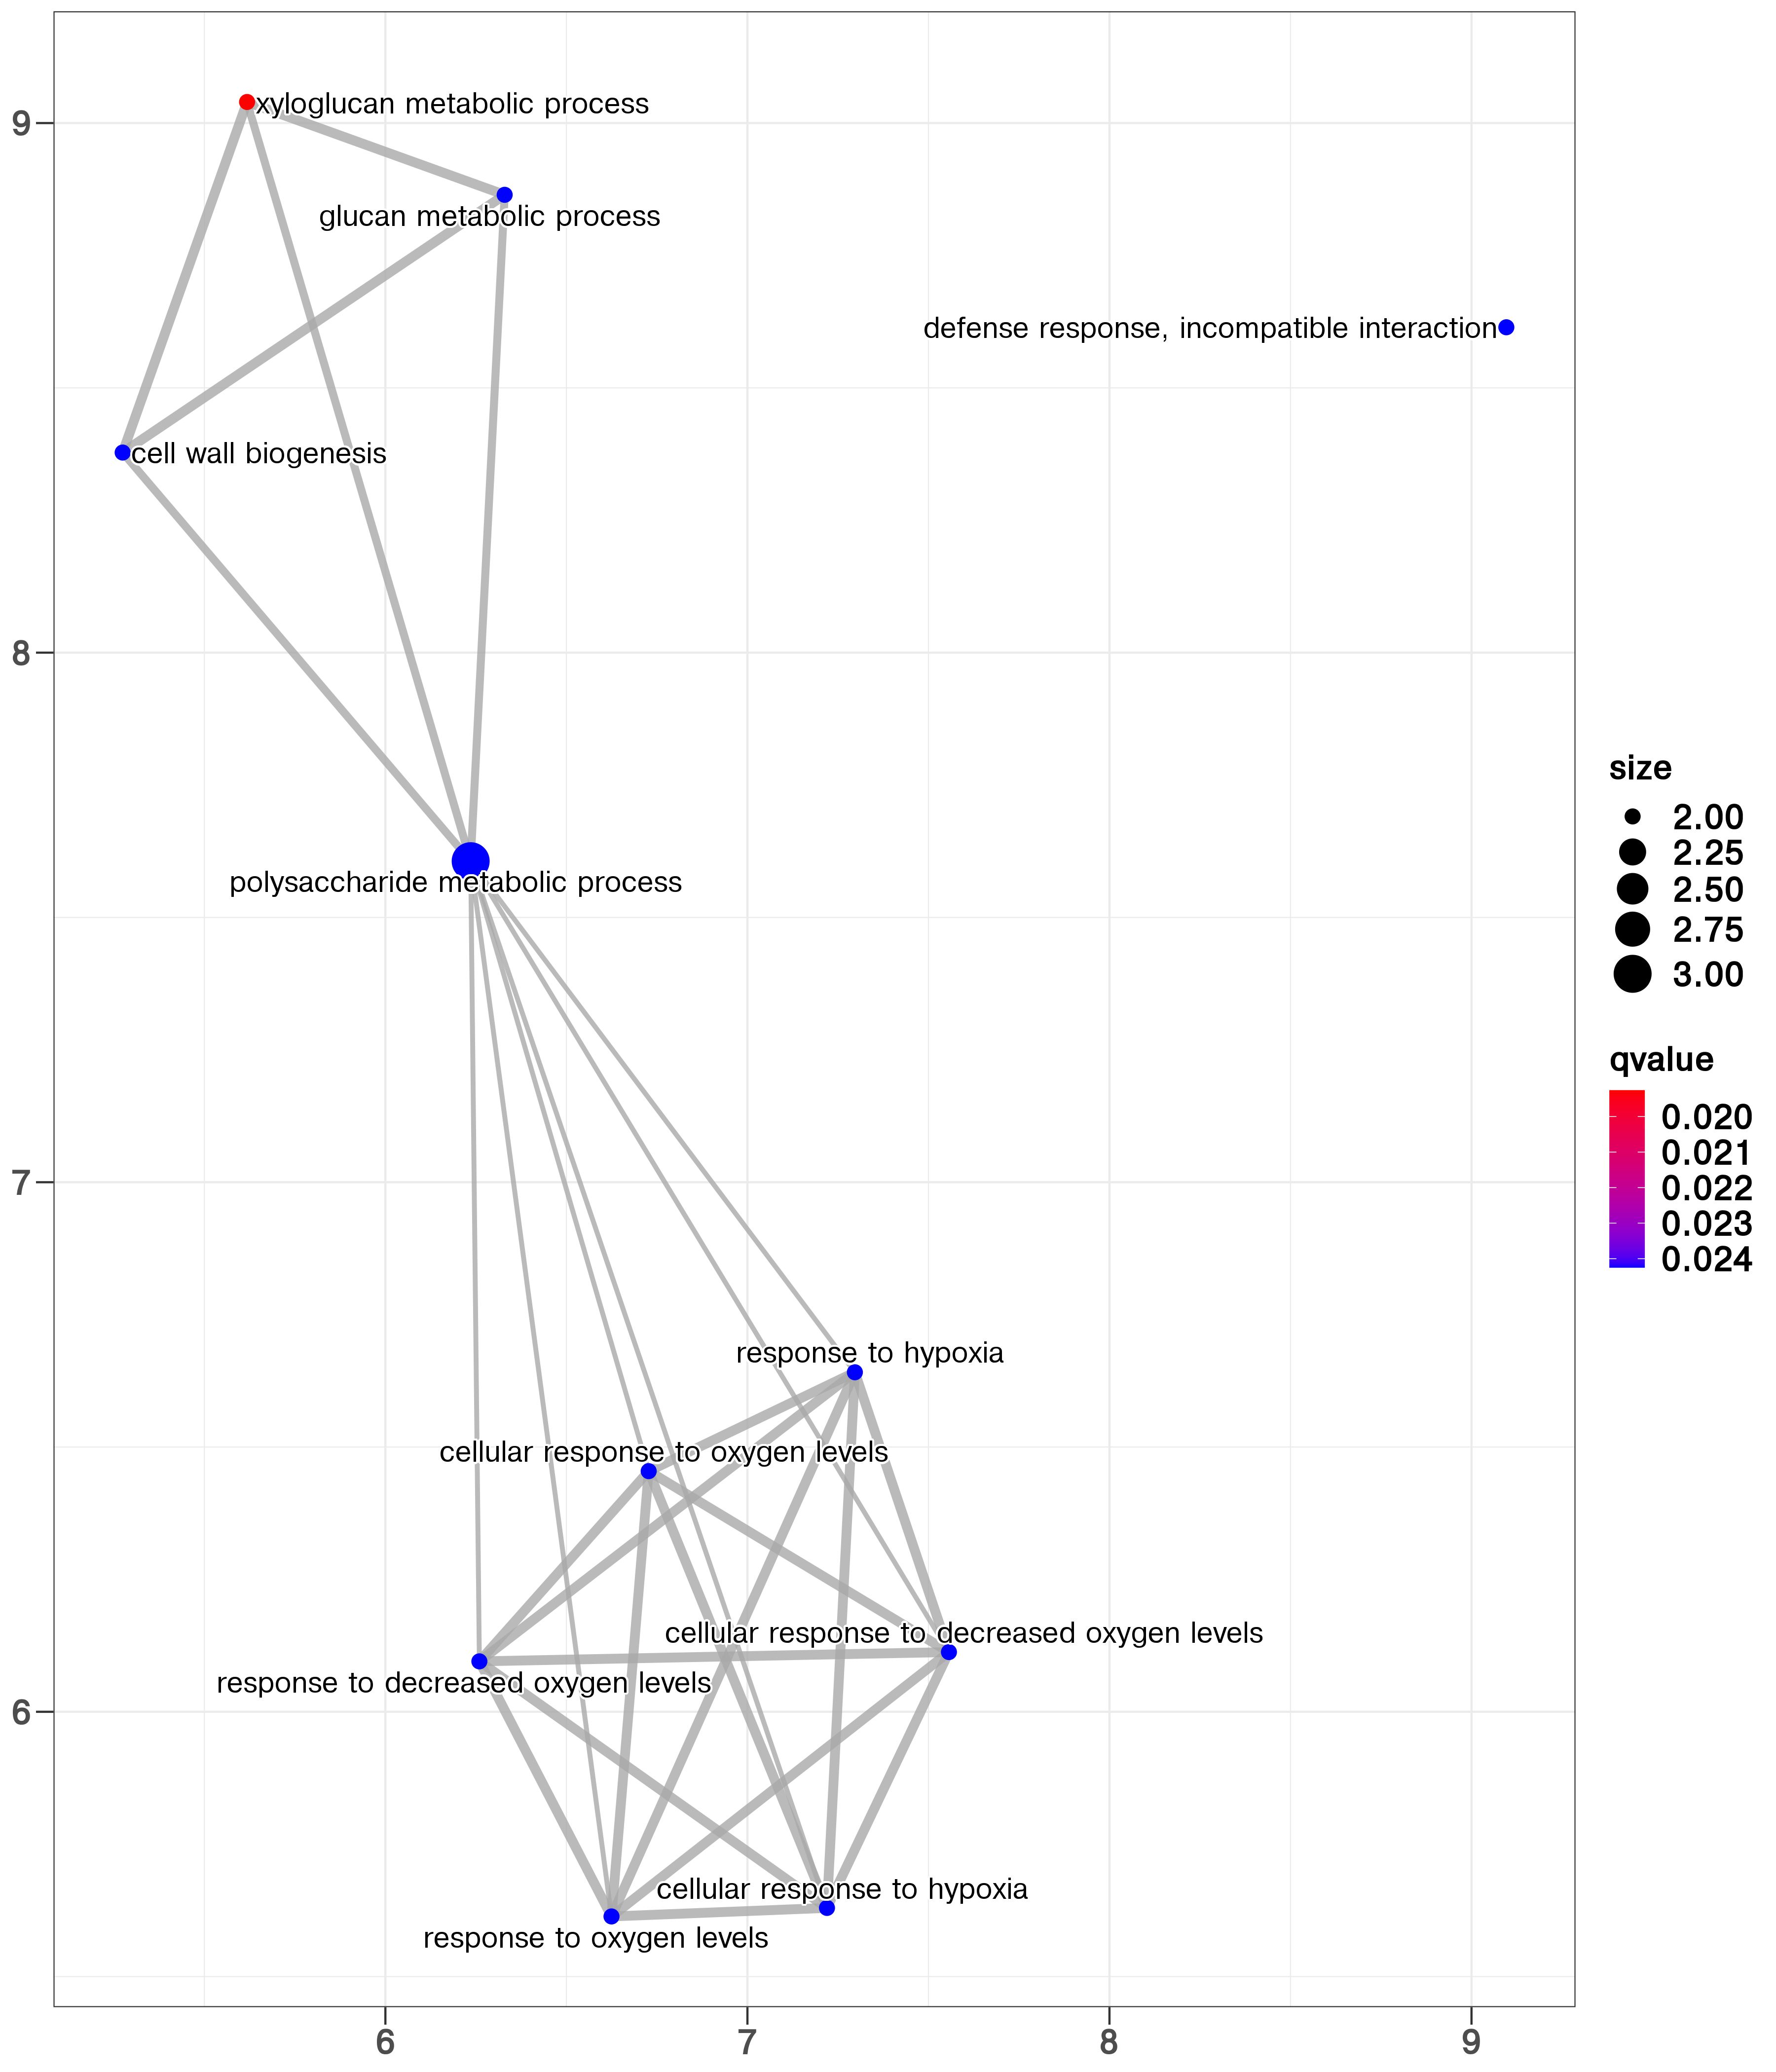 9
8
7
6
xyloglucan metabolic process
glucan metabolic process
defense response, incompatible interaction
cell wall biogenesis
polysaccharide metabolic process
response to hypoxia
cellular response to oxygen levels
cellular response to decreased oxygen levels
response to decreased oxygen levels
cellular response to hypoxia
response to oxygen levels
6
7
8
9
size
2.00
2.25
2.50
2.75
3.00
qvalue
0.020
0.021
0.022
0.023
0.024